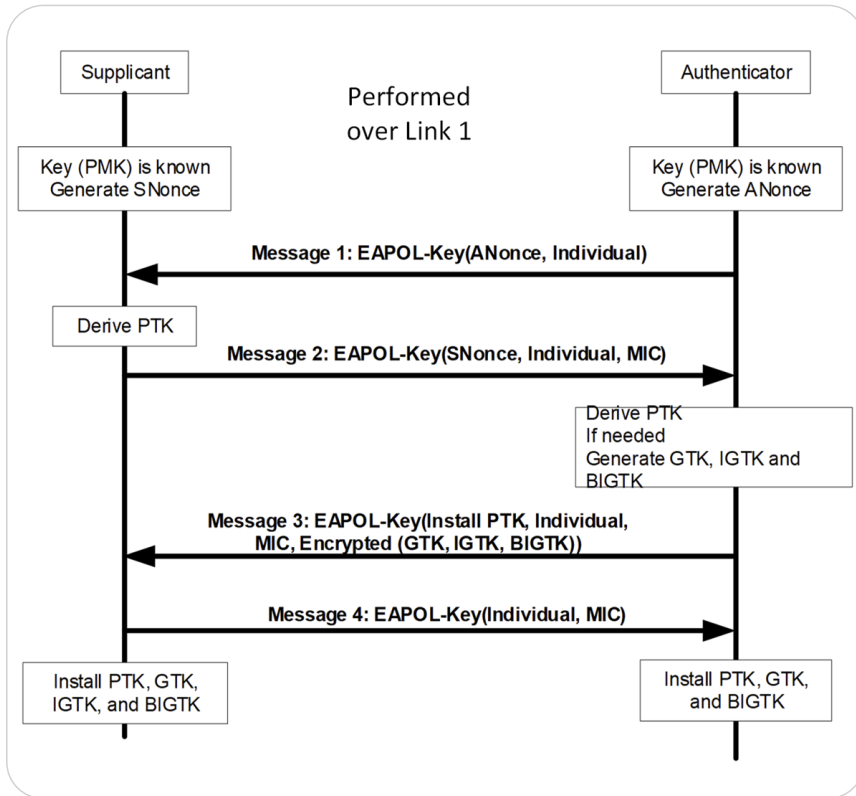 Supplicant
Authenticator
Performed
over Link 1
Key (PMK) is known
Generate SNonce
Key (PMK) is known
Generate ANonce
Message 1: EAPOL-Key(ANonce, Individual)
Derive PTK
Message 2: EAPOL-Key(SNonce, Individual, MIC)
Derive PTK
If needed
Generate GTK, IGTK and
BIGTK
Message 3: EAPOL-Key(Install PTK, Individual,
MIC, Encrypted (GTK, IGTK, BIGTK))
Message 4: EAPOL-Key(Individual, MIC)
Install PTK, GTK,
IGTK, and BIGTK
Install PTK, GTK,
and BIGTK